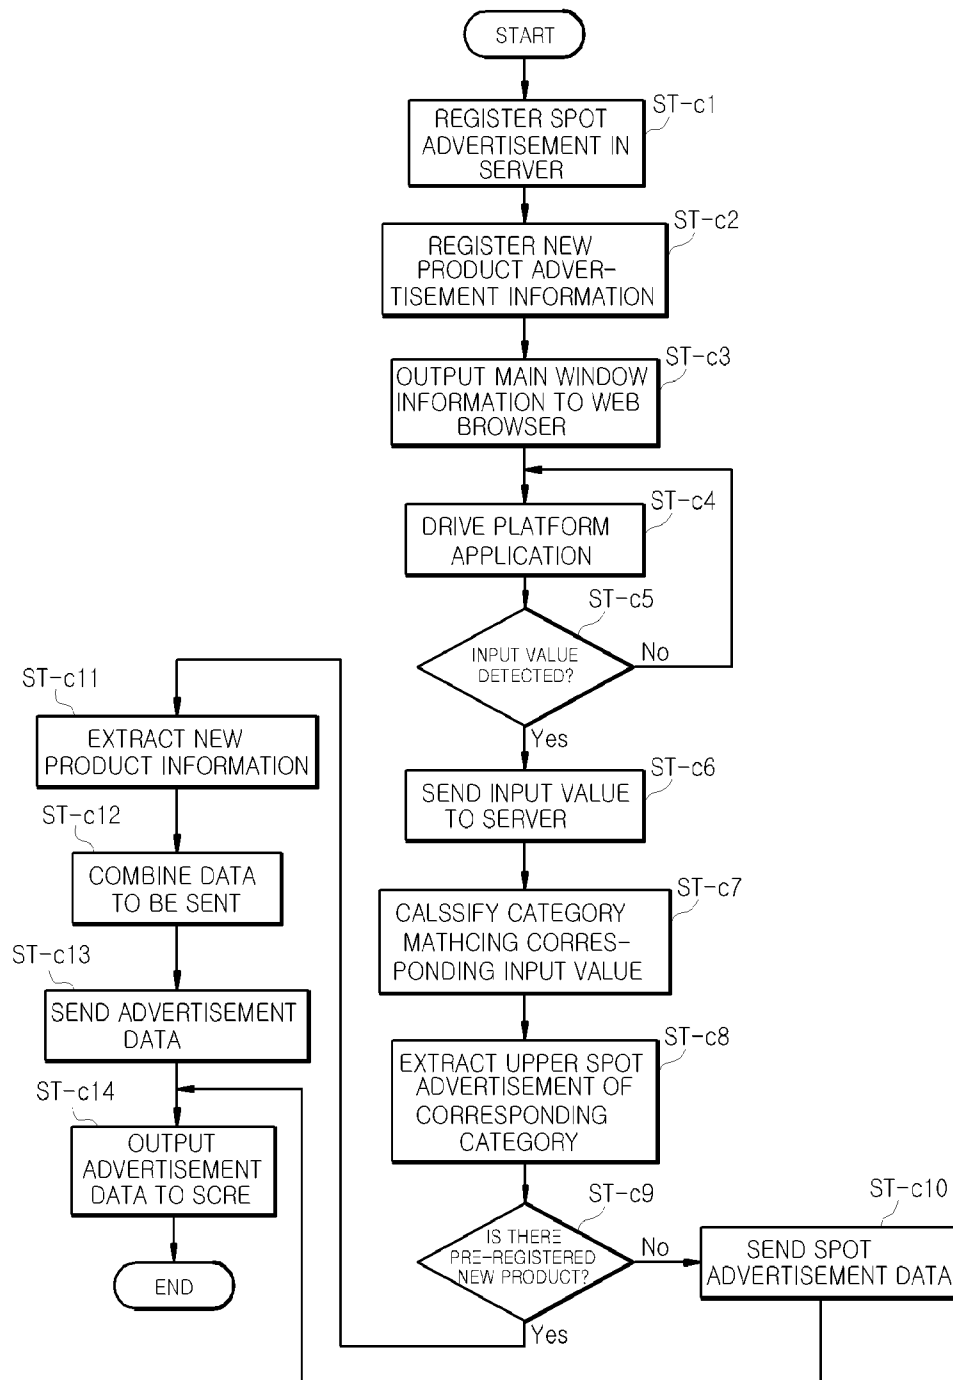 START
ST-c1
REGISTER SPOT
ADVERTISEMENT IN
SERVER
ST-c2
REGISTER NEW
PRODUCT ADVER-
TISEMENT INFORMATION
ST-c3
OUTPUT MAIN WINDOW
INFORMATION TO WEB
BROWSER
ST-c4
DRIVE PLATFORM
APPLICATION
ST-c5
INPUT VALUE
DETECTED?
No
Yes
ST-c6
SEND INPUT VALUE
TO SERVER
ST-c7
CALSSIFY CATEGORY
MATHCING CORRES-
PONDING INPUT VALUE
ST-c8
EXTRACT UPPER SPOT
ADVERTISEMENT OF
CORRESPONDING
CATEGORY
ST-c9
IS THERE
PRE-REGISTERED
NEW PRODUCT?
No
Yes
ST-c10
SEND SPOT
ADVERTISEMENT DATA
ST-c11
EXTRACT NEW
PRODUCT INFORMATION
ST-c12
COMBINE DATA
TO BE SENT
ST-c13
SEND ADVERTISEMENT
DATA
ST-c14
OUTPUT
ADVERTISEMENT
DATA TO SCRE
END